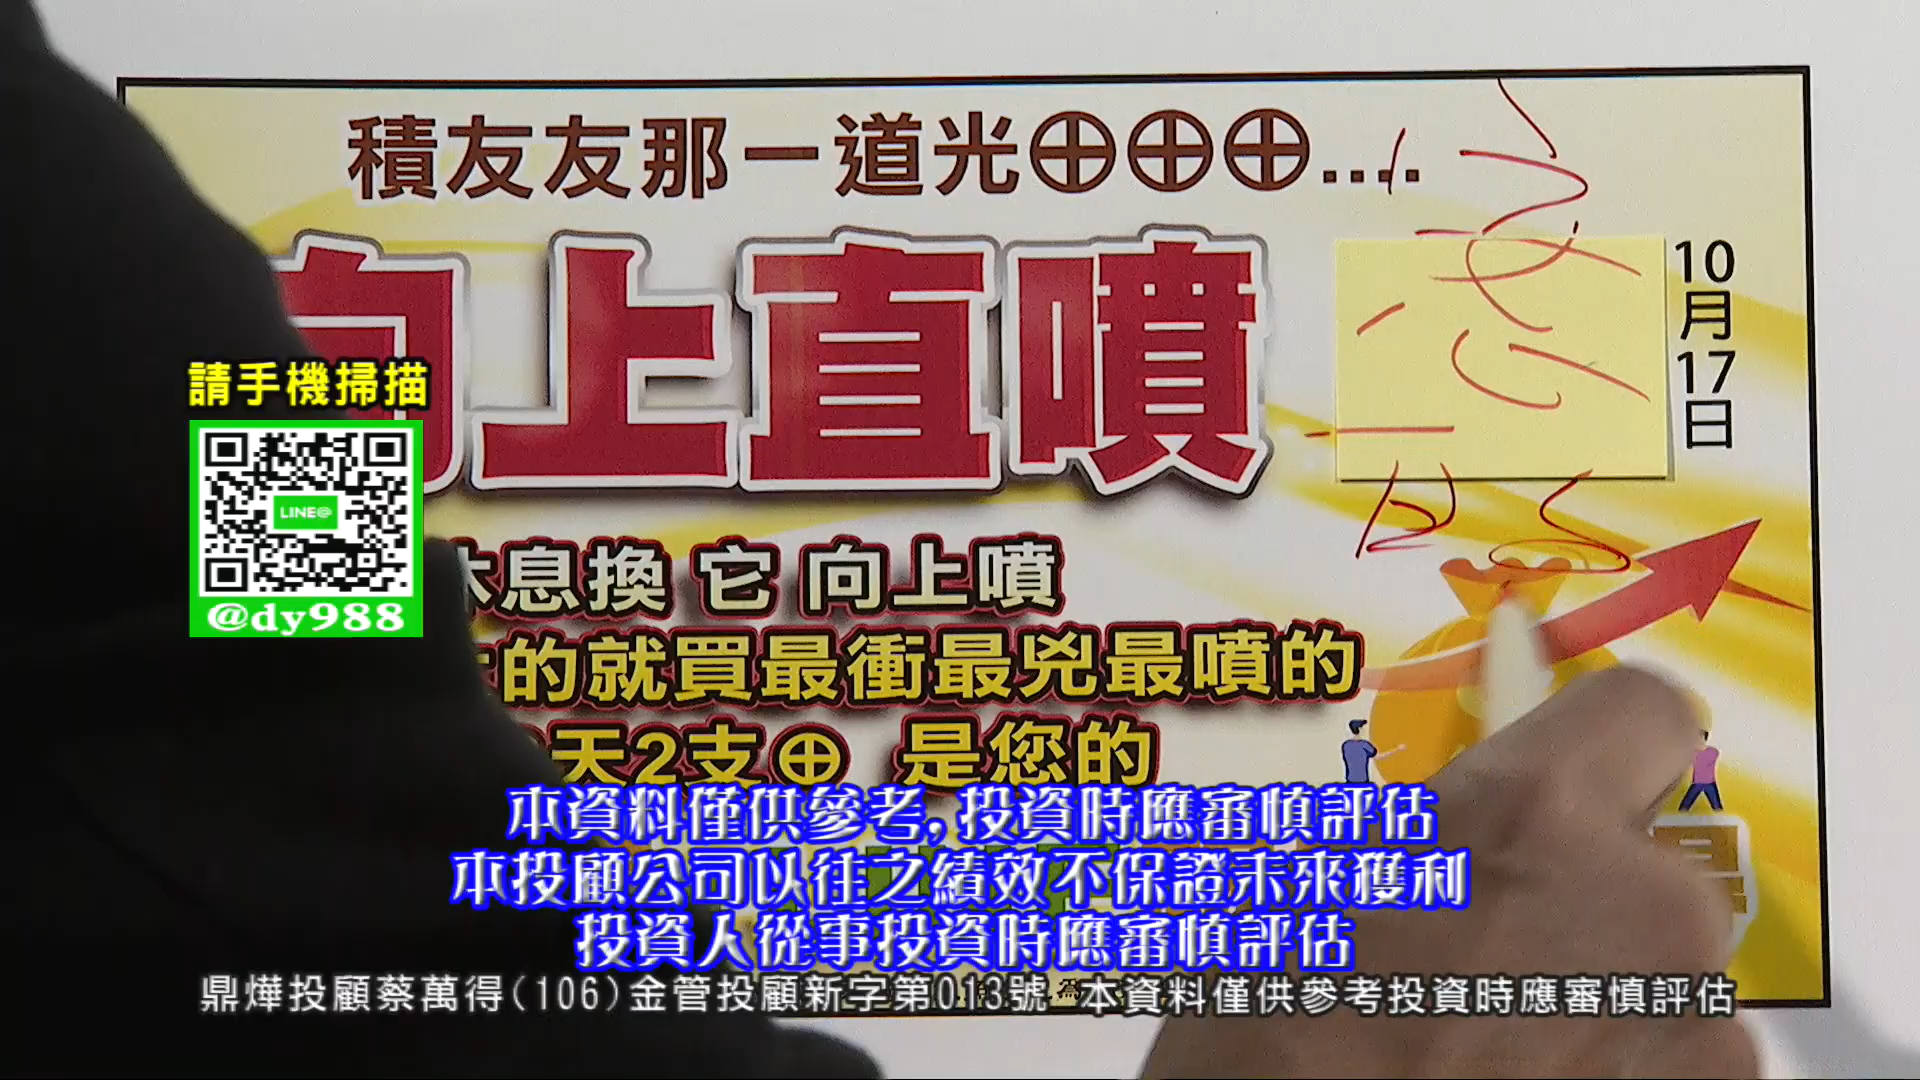 積友友那一道光⊕⊕⊕....
向上直噴
10月17日
請手機掃描
LINE@
@dy988
休息換 它 向上噴
的就買最衝最兇最噴的
天2支⊕ 是您的
本資料僅供參考,投資時應審慎評估
本投顧公司以往之績效不保證未來獲利
投資人從事投資時應審慎評估
鼎燁投顧蔡萬得(106)金管投顧新字第013號 本資料僅供參考投資時應審慎評估